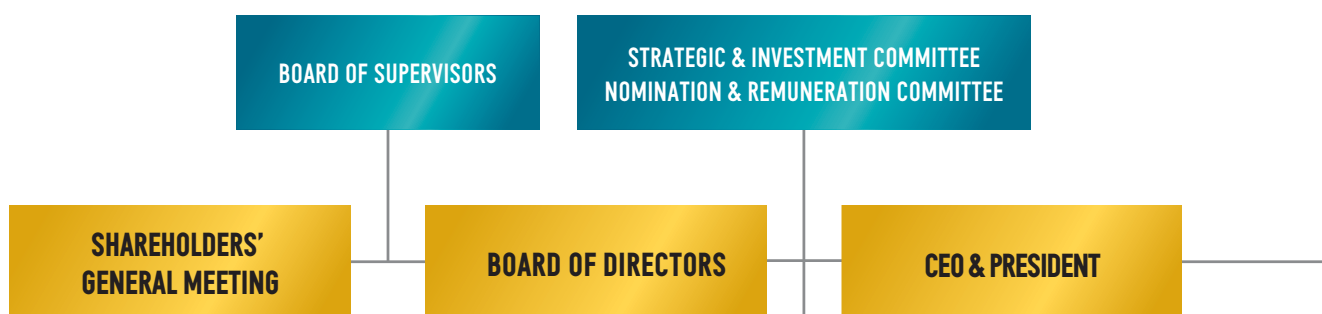 BOARD OF SUPERVISORS
STRATEGIC & INVESTMENT COMMITTEE
NOMINATION & REMUNERATION COMMITTEE
SHAREHOLDERS'
GENERAL MEETING
BOARD OF DIRECTORS
CEO & PRESIDENT